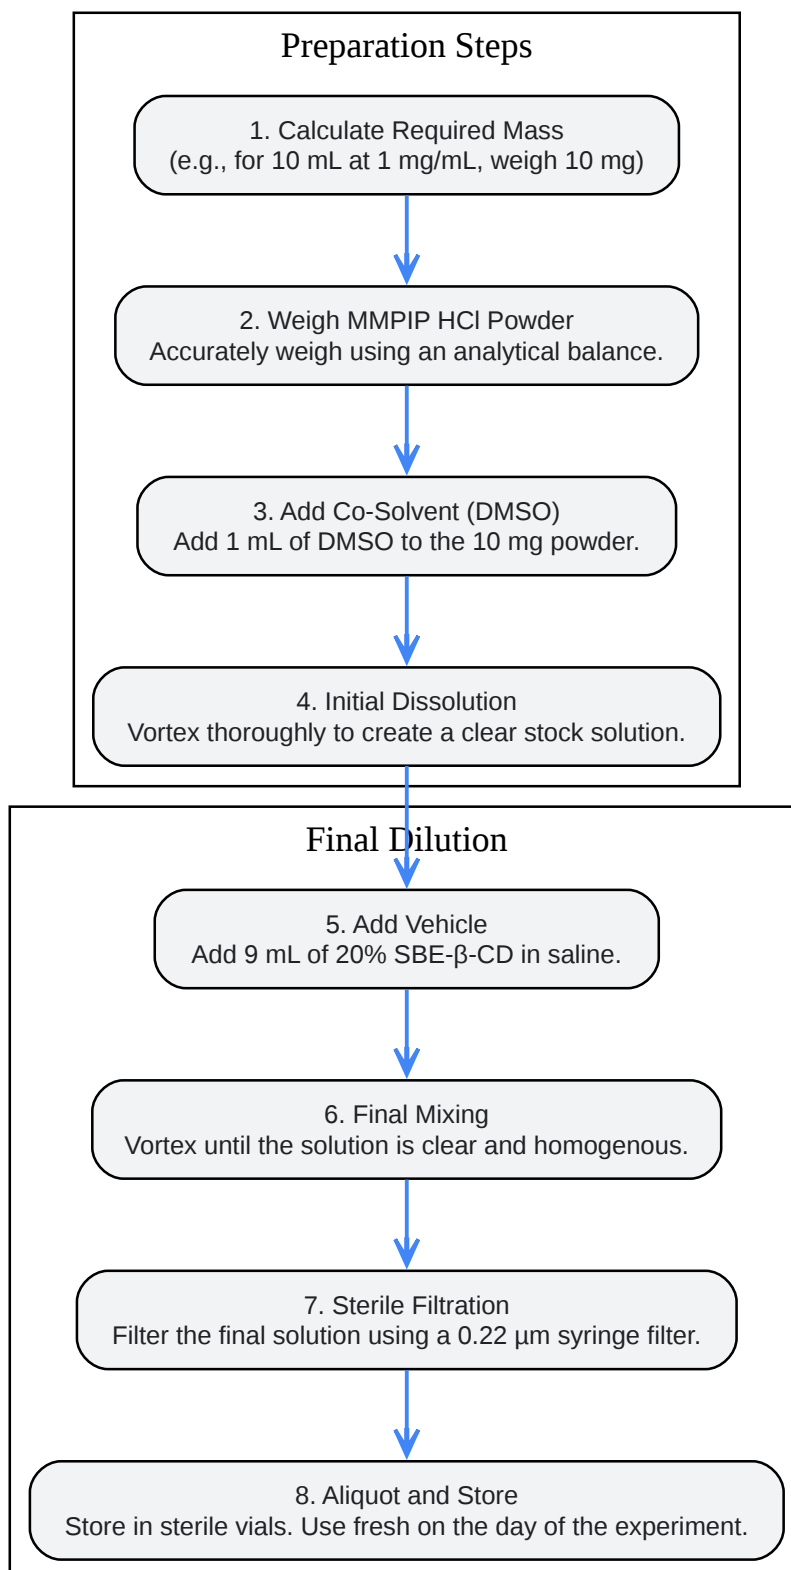 Preparation Steps
1. Calculate Required Mass
(e.g., for 10 mL at 1 mg/mL, weigh 10 mg)
2. Weigh MMPIP HCl Powder
Accurately weigh using an analytical balance.
3. Add Co-Solvent (DMSO)
Add 1 mL of DMSO to the 10 mg powder.
4. Initial Dissolution
Vortex thoroughly to create a clear stock solution.
Final Dilution
5. Add Vehicle
Add 9 mL of 20% SBE-β-CD in saline.
6. Final Mixing
Vortex until the solution is clear and homogenous.
7. Sterile Filtration
Filter the final solution using a 0.22 µm syringe filter.
8. Aliquot and Store
Store in sterile vials. Use fresh on the day of the experiment.